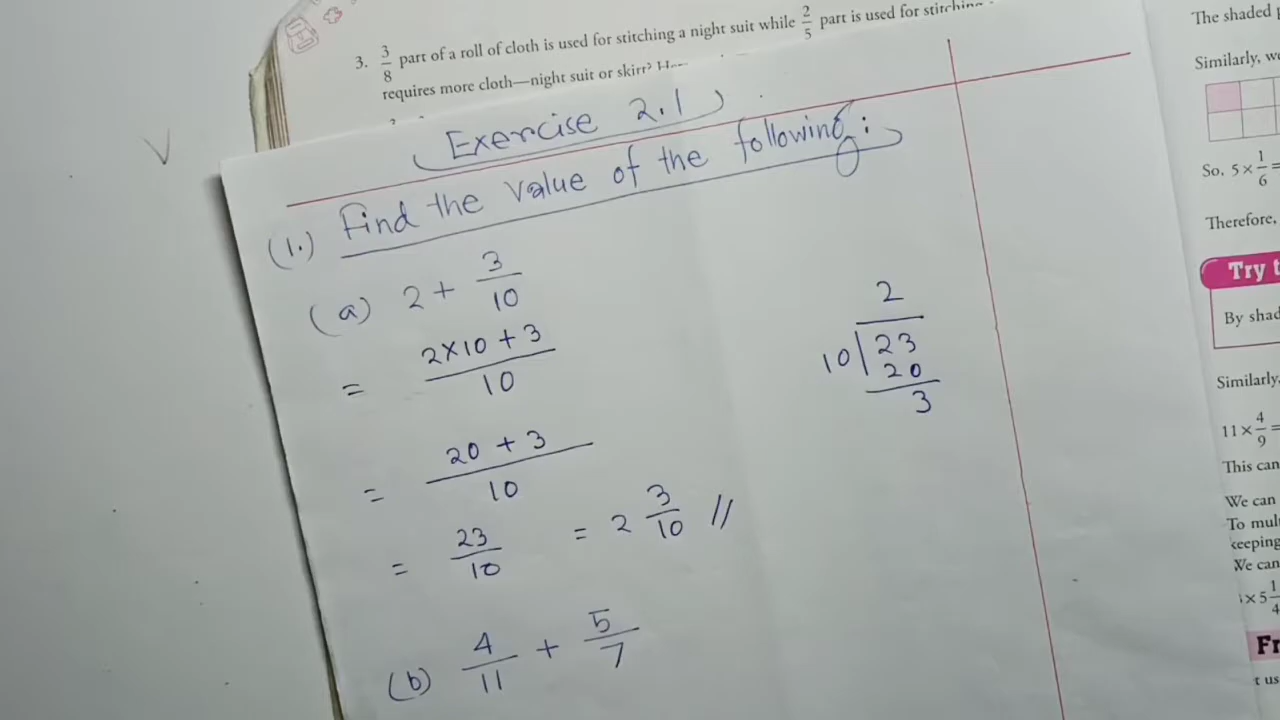 3. 3/8 part of a roll of cloth is used for stitching a night suit while 2/5 part is used for
requires more cloth—night suit or skirt?
Exercise 2.1
(1.) Find the value of the following:
(a) 2 + 3/10
= 2×10 + 3/10
= 20 + 3/10
= 23/10 = 2 3/10 //
(b) 4/11 + 5/7
2
10 23
20
3
The shaded
Similarly,
So, 5 × 1/6 =
Therefore,
Try
By
Similarly,
11 × 4/9 =
This can
We can
To
keeping
We can
× 5 1/4
us